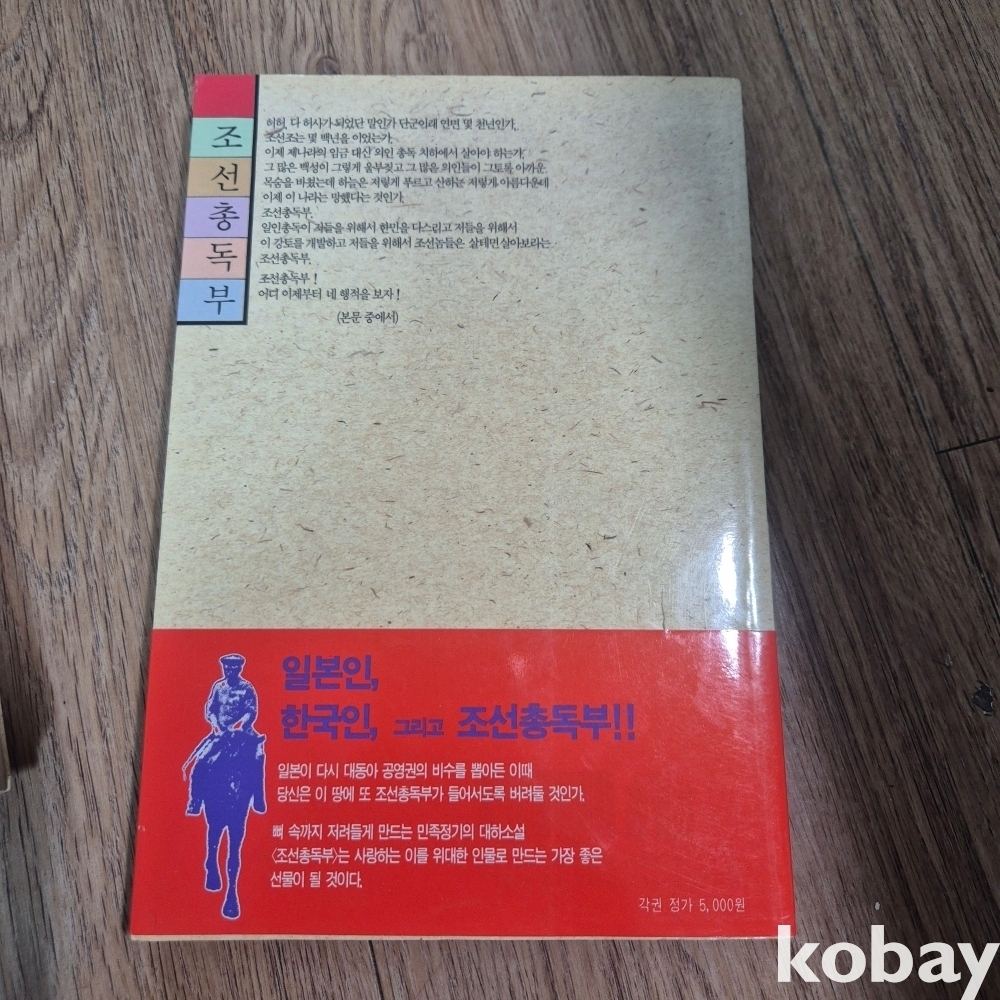 조선총독부
허허, 다 허사가 되었단 말인가 단군이래 연면 몇 천년인가.
조선조는 몇 백년을 이었는가.
이제 제나라의 임금 대신 외인 총독 치하에서 살아야 하는가.
그 많은 백성이 그렇게 울부짖고 그 많은 의인들이 그토록 아까운
목숨을 바쳤는데 하늘은 저렇게 푸르고 산하는 저렇게 아름다운데
이제 이 나라는 망했다는 것인가.
조선총독부.
일인총독이 저들을 위해서 한민을 다스리고 저들을 위해서
이 강토를 개발하고 저들을 위해서 조선놈들은 살테면 살아보라는
조선총독부.
조선총독부!
어디 이제부터 네 행적을 보자!
(본문 중에서)
일본인,
한국인, 그리고 조선총독부!!
일본이 다시 대동아 공영권의 비수를 뽑아든 이때
당신은 이 땅에 또 조선총독부가 들어서도록 버려둘 것인가.
뼈 속까지 저려들게 만드는 민족정기의 대하소설
〈조선총독부〉는 사랑하는 이를 위대한 인물로 만드는 가장 좋은
선물이 될 것이다.
각권 정가 5,000원
kobay